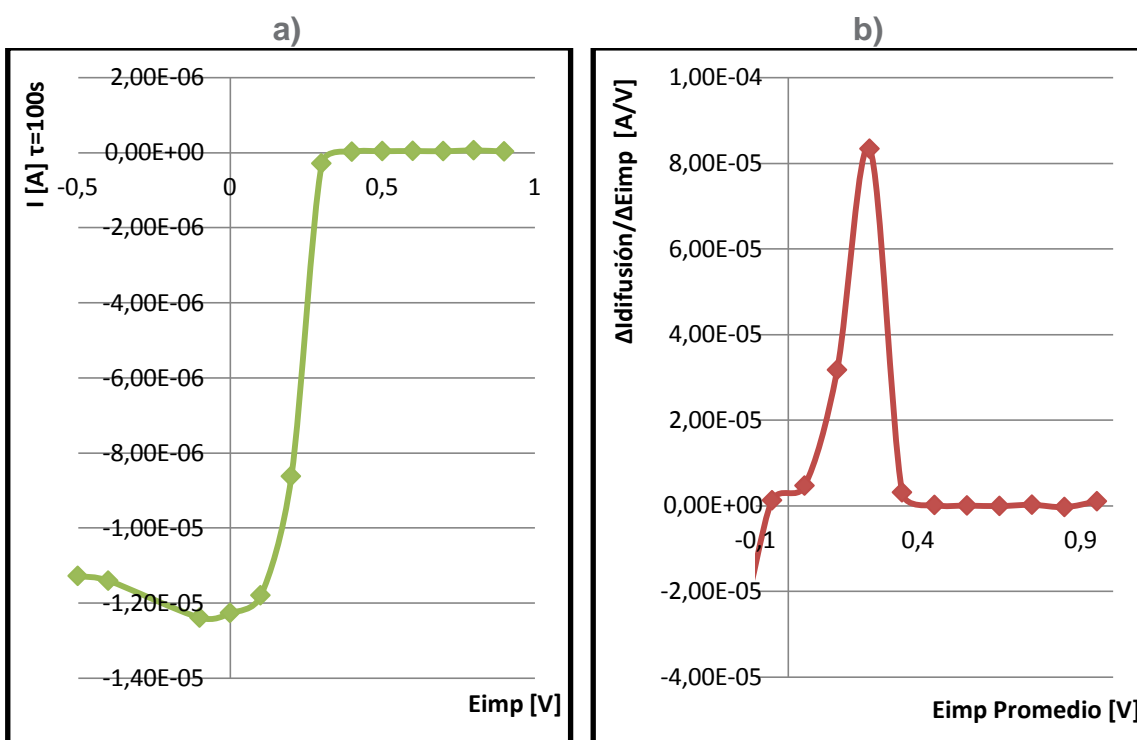 a)
I [A] τ=100s
2,00E-06
0,00E+00
-2,00E-06
-4,00E-06
-6,00E-06
-8,00E-06
-1,00E-05
-1,20E-05
-1,40E-05
-0,5
0
0,5
1
Eimp [V]
b)
ΔIdifusión/ΔEimp [A/V]
1,00E-04
8,00E-05
6,00E-05
4,00E-05
2,00E-05
0,00E+00
-2,00E-05
-4,00E-05
-0,1
0,4
0,9
Eimp Promedio [V]